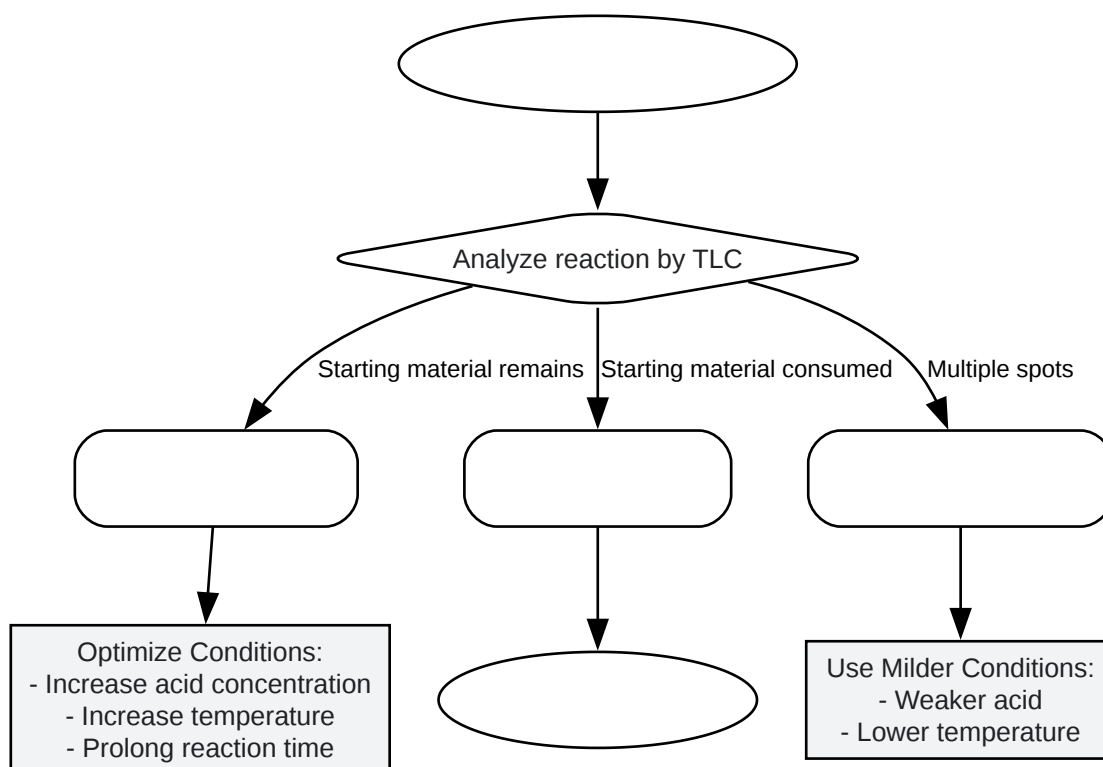 Analyze reaction by TLC
Starting material remains
Starting material consumed
Multiple spots
Optimize Conditions:
- Increase acid concentration
- Increase temperature
- Prolong reaction time
Use Milder Conditions:
- Weaker acid
- Lower temperature